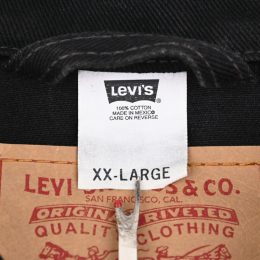 LEVI'S
100% COTTON
MADE IN MEXICO
CARE ON REVERSE
XX-LARGE
LEVI & CO.
SAN FRANCISCO, CAL.
ORIGINAL RIVETED
QUALITY CLOTHING